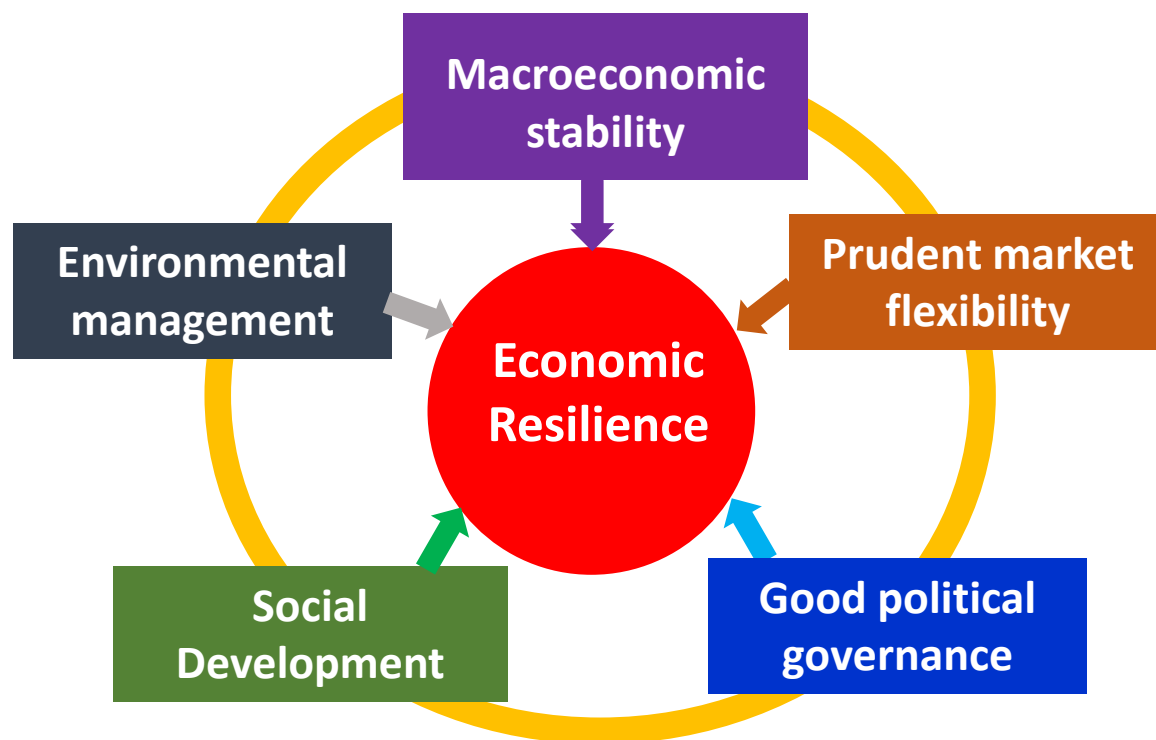 Macroeconomic
stability
Environmental
management
Prudent market
flexibility
Economic
Resilience
Social
Development
Good political
governance